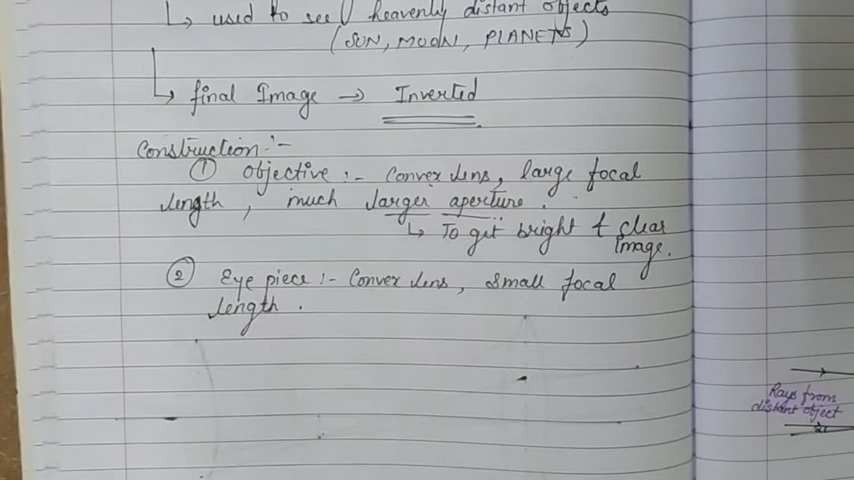 ↳ used to see heavenly distant objects
(SUN, MOON, PLANETS)
↳ final Image → Inverted
Construction :-
① Objective :- Convex lens, large focal
length, much larger aperture.
↳ To get bright & clear
Image.
② Eye piece :- Convex lens, small focal
length.
Rays from
distant object